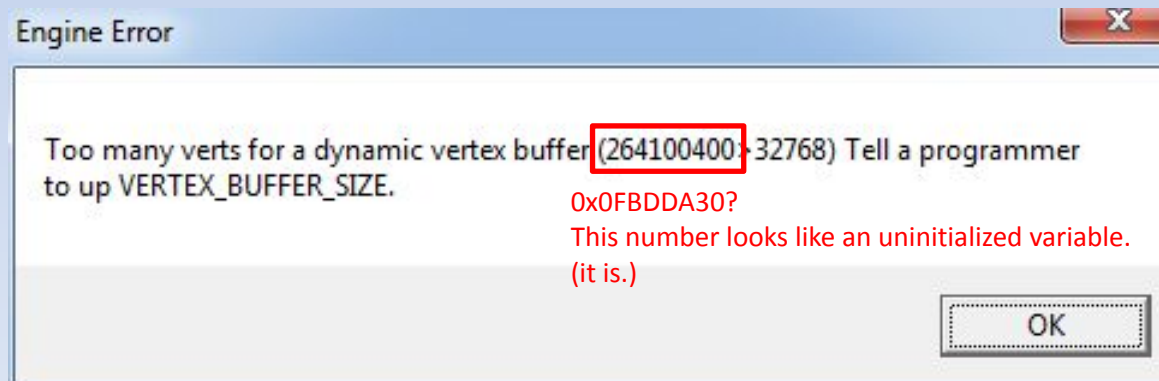 Engine Error
X
Too many verts for a dynamic vertex buffer (264100400>32768) Tell a programmer
to up VERTEX_BUFFER_SIZE.
0x0FBDDA30?
This number looks like an uninitialized variable.
(it is.)
OK